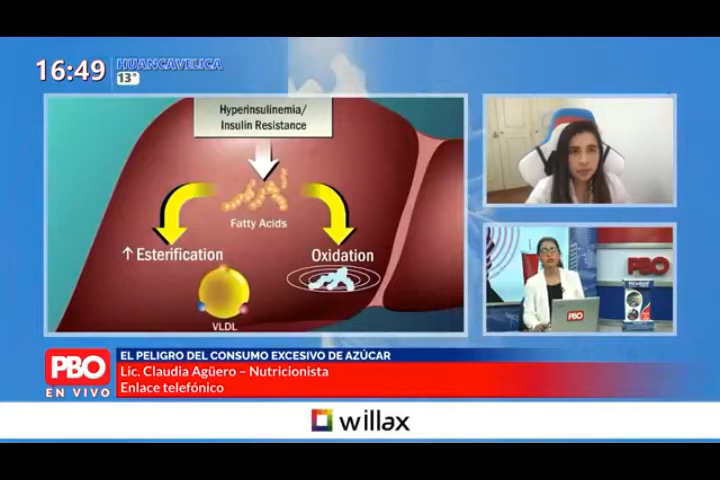 16:49
HUANCAVELICA
13°
Hyperinsulinemia/
Insulin Resistance
Fatty Acids
↑ Esterification
Oxidation
VLDL
PBO
PBO
PBO
EN VIVO
EL PELIGRO DEL CONSUMO EXCESIVO DE AZÚCAR
Lic. Claudia Agüero – Nutricionista
Enlace telefónico
willax